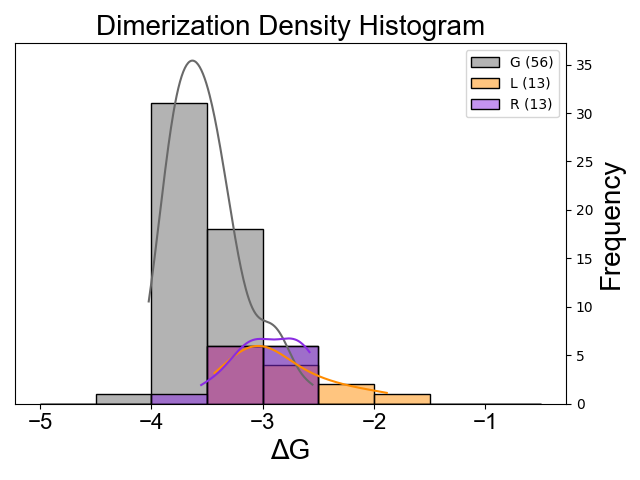 Dimerization Density Histogram
G (56)
L (13)
R (13)
35
30
25
20
15
10
5
0
Frequency
−5 −4 −3 −2 −1
ΔG